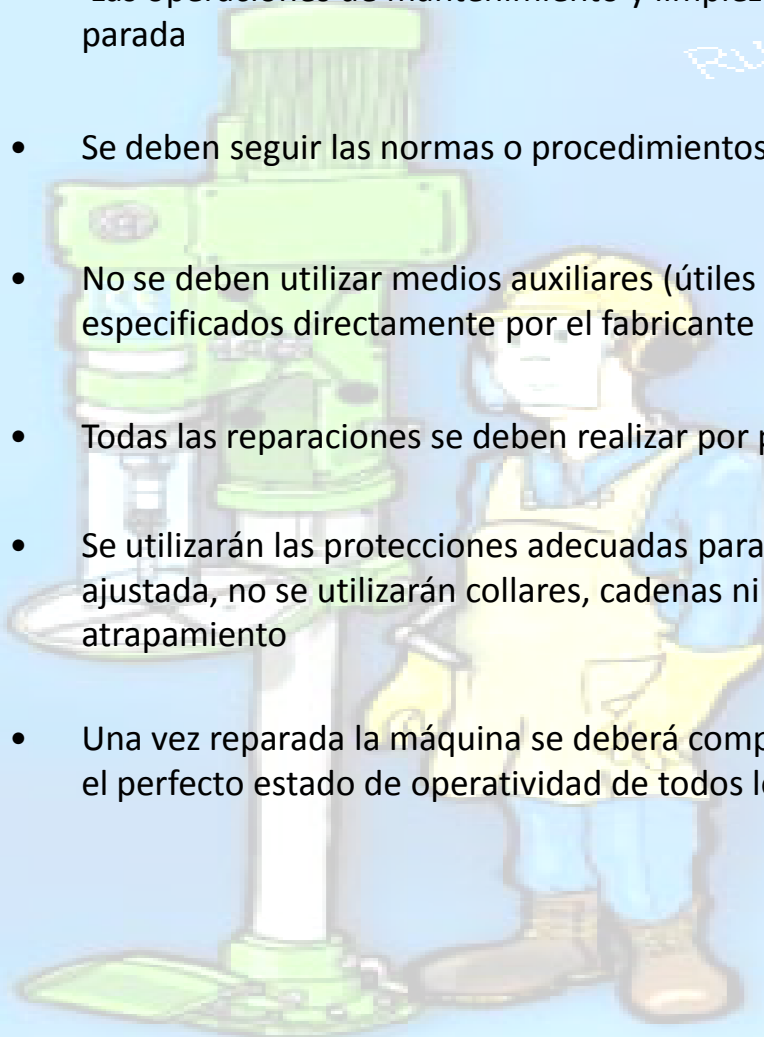 Las operaciones de mantenimiento y limpiez
parada
• Se deben seguir las normas o procedimientos
• No se deben utilizar medios auxiliares (útiles
especificados directamente por el fabricante
• Todas las reparaciones se deben realizar por p
• Se utilizarán las protecciones adecuadas para
ajustada, no se utilizarán collares, cadenas ni
atrapamiento
• Una vez reparada la máquina se deberá comp
el perfecto estado de operatividad de todos l